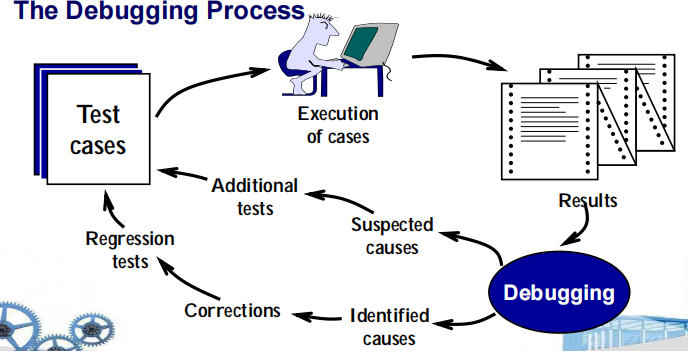 The Debugging Process
Test
cases
Execution
of cases
Results
Additional
tests
Suspected
causes
Regression
tests
Debugging
Corrections
Identified
causes